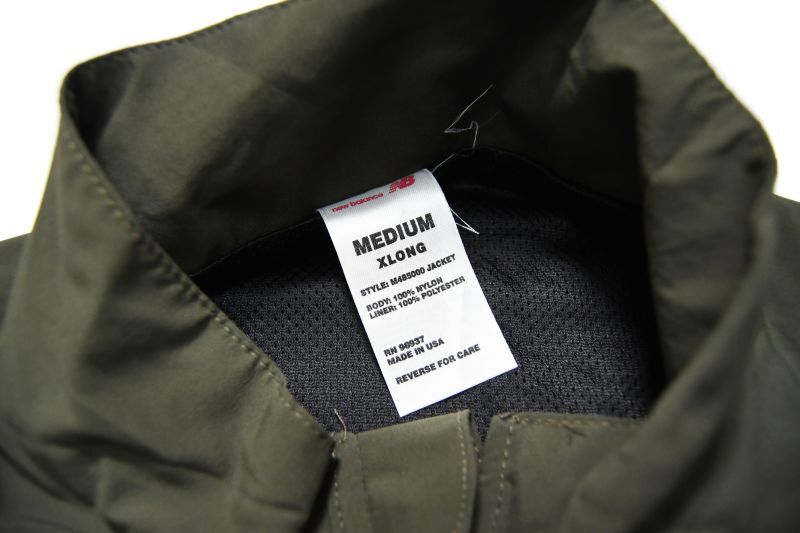 new balance NB
MEDIUM
XLONG
STYLE: M485000 JACKET
BODY: 100% NYLON
LINER: 100% POLYESTER
RN 96937
MADE IN USA
REVERSE FOR CARE